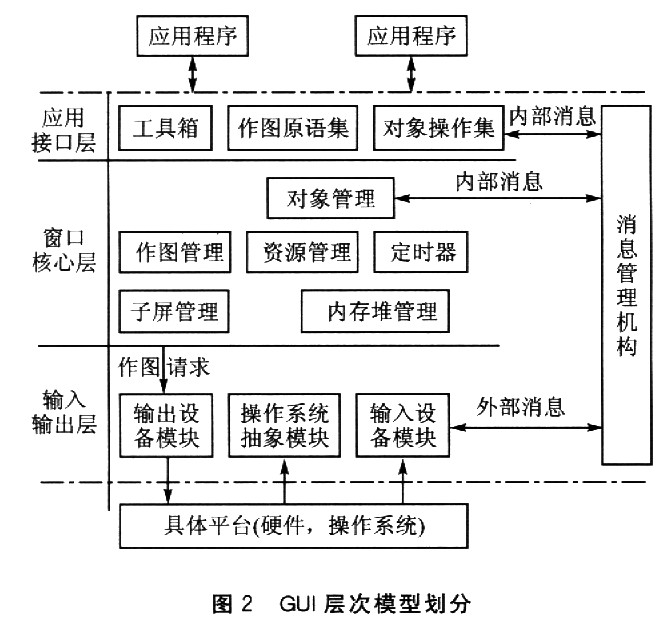 应用程序 应用程序
应用
接口层
工具箱 作图原语集 对象操作集 内部消息
对象管理 内部消息
窗口
核心层
作图管理 资源管理 定时器
子屏管理 内存堆管理
消息管理机构
作图请求
输入
输出层
输出设
备模块
操作系统
抽象模块
输入设
备模块
外部消息
具体平台(硬件，操作系统)
图 2 GUI 层次模型划分